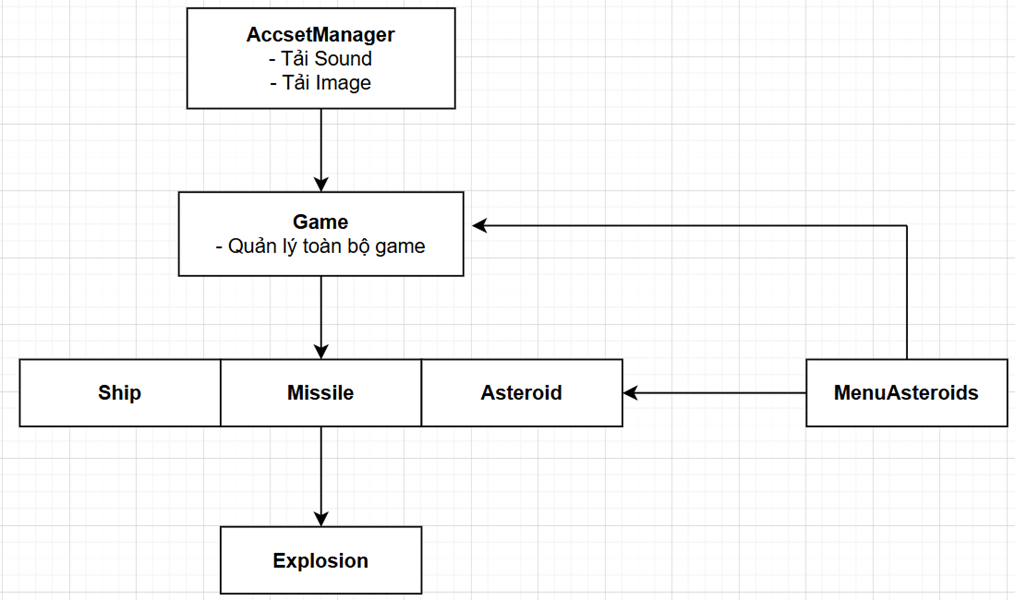 AccsetManager
- Tải Sound
- Tải Image
Game
- Quản lý toàn bộ game
Ship
Missile
Asteroid
MenuAsteroids
Explosion